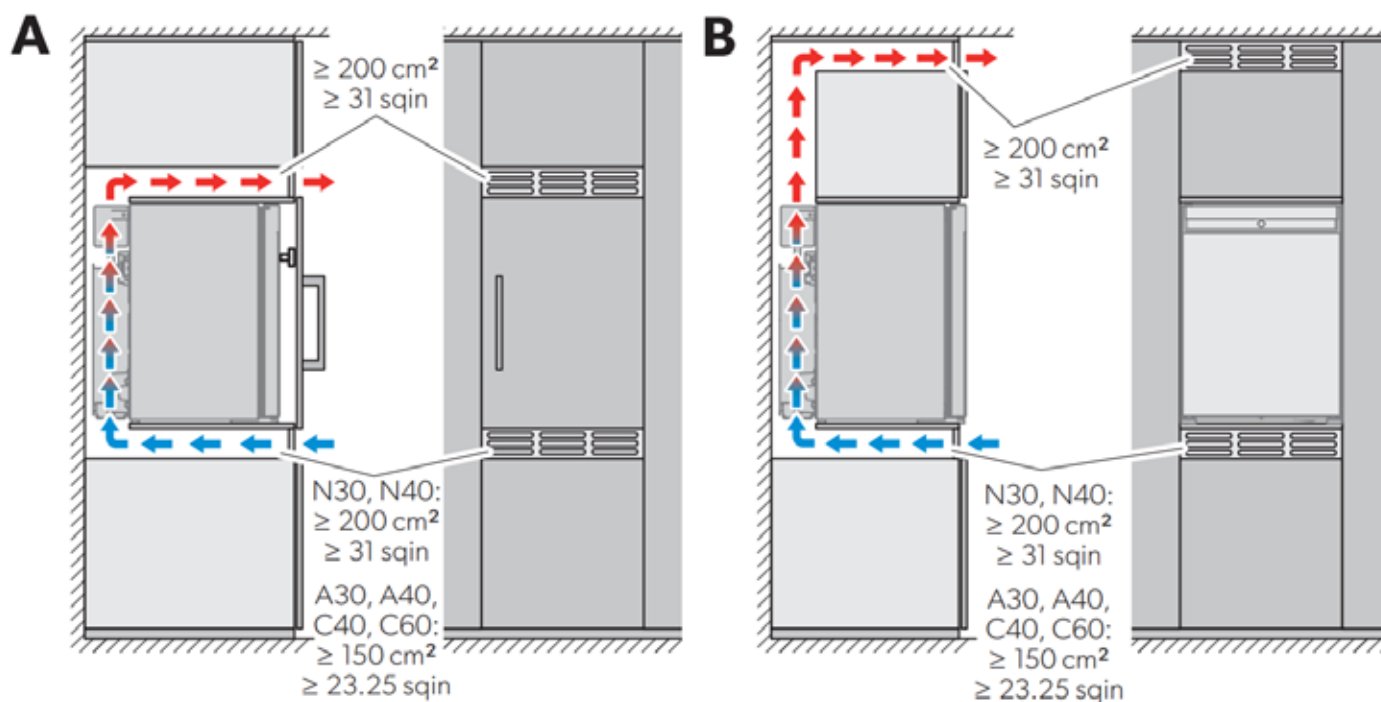 A
≥ 200 cm²
≥ 31 sqin
N30, N40:
≥ 200 cm²
≥ 31 sqin
A30, A40,
C40, C60:
≥ 150 cm²
≥ 23.25 sqin
B
≥ 200 cm²
≥ 31 sqin
N30, N40:
≥ 200 cm²
≥ 31 sqin
A30, A40,
C40, C60:
≥ 150 cm²
≥ 23.25 sqin